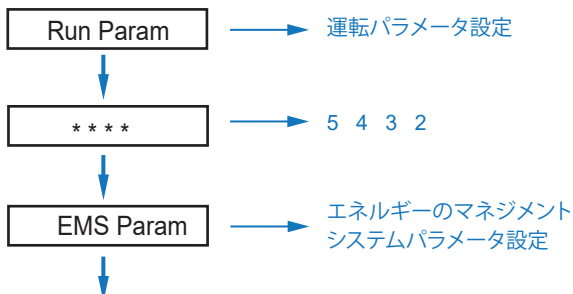 Run Param
運転パラメータ設定
****
5 4 3 2
EMS Param
エネルギーのマネジメント
システムパラメータ設定